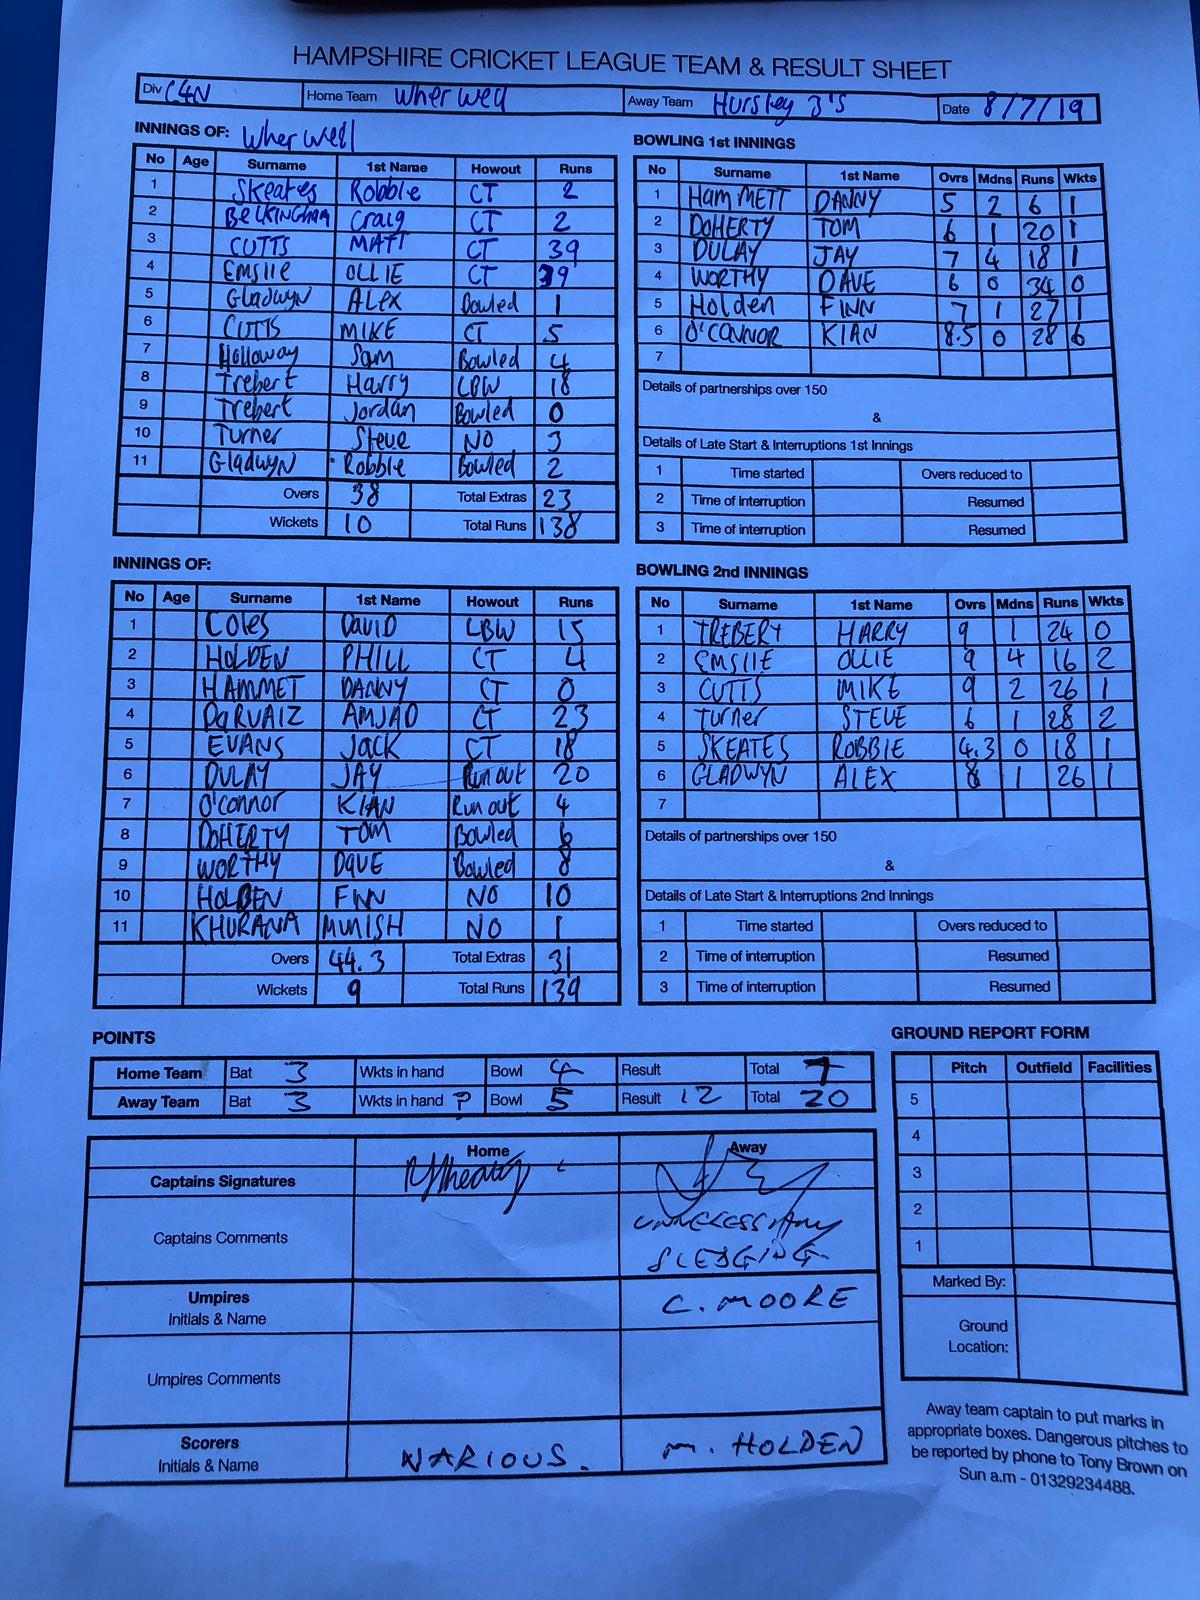 HAMPSHIRE CRICKET LEAGUE TEAM & RESULT SHEET
Div C4N Home Team Wherwell Away Team Hursley 3's Date 8/7/19
INNINGS OF: Wherwell
No Age Surname 1st Name Howout Runs
1 Skeates Robbie CT 2
2 BECKINGHAM Craig CT 2
3 CUTTS MATT CT 39
4 Emslie OLLIE CT 39
5 Gladwyn ALEX Bowled 1
6 CUTTS MIKE CT 5
7 Holloway Sam Bowled 4
8 Trebert Harry LBW 18
9 Trebert Jordan Bowled 0
10 Turner Steve NO 3
11 Gladwyn Robbie Bowled 2
Overs 38 Total Extras 23
Wickets 10 Total Runs 138
BOWLING 1st INNINGS
No Surname 1st Name Ovrs Mdns Runs Wkts
1 HamMETT DANNY 5 2 6 1
2 DOHERTY TOM 6 1 20 1
3 DULAY JAY 7 4 18 1
4 WORTHY DAVE 6 0 34 0
5 Holden FINN 7 1 27 1
6 O'CONNOR KIAN 8.5 0 28 6
7
Details of partnerships over 150
&
Details of Late Start & Interruptions 1st Innings
1 Time started Overs reduced to
2 Time of interruption Resumed
3 Time of interruption Resumed
INNINGS OF:
No Age Surname 1st Name Howout Runs
1 Coles DAVID LBW 15
2 HOLDEN PHILL CT 4
3 HAMMET DANNY CT 0
4 PaRVAIZ AMJAD CT 23
5 EVANS Jack CT 18
6 DULAY JAY Run out 20
7 O'connor KIAN Run out 4
8 DOHERTY TOM Bowled 6
9 WORTHY DAVE Bowled 8
10 HOLDEN FINN NO 10
11 KHURANA MUNISH NO 1
Overs 44.3 Total Extras 31
Wickets 9 Total Runs 139
BOWLING 2nd INNINGS
No Surname 1st Name Ovrs Mdns Runs Wkts
1 TREBERT HARRY 9 1 24 0
2 EMSLIE OLLIE 9 4 16 2
3 CUTTS MIKE 9 2 26 1
4 Turner STEVE 6 1 28 2
5 SKEATES ROBBIE 4.3 0 18 1
6 GLADWYN ALEX 8 1 26 1
7
Details of partnerships over 150
&
Details of Late Start & Interruptions 2nd Innings
1 Time started Overs reduced to
2 Time of interruption Resumed
3 Time of interruption Resumed
POINTS
Home Team Bat 3 Wkts in hand Bowl 4 Result Total 7
Away Team Bat 3 Wkts in hand ? Bowl 5 Result 12 Total 20
Home Away
Captains Signatures
Captains Comments UNNECESSARY
SLEDGING.
Umpires C. MOORE
Initials & Name
Umpires Comments
Scorers VARIOUS. M. HOLDEN
Initials & Name
GROUND REPORT FORM
Pitch Outfield Facilities
5
4
3
2
1
Marked By:
Ground
Location:
Away team captain to put marks in
appropriate boxes. Dangerous pitches to
be reported by phone to Tony Brown on
Sun a.m - 01329234488.